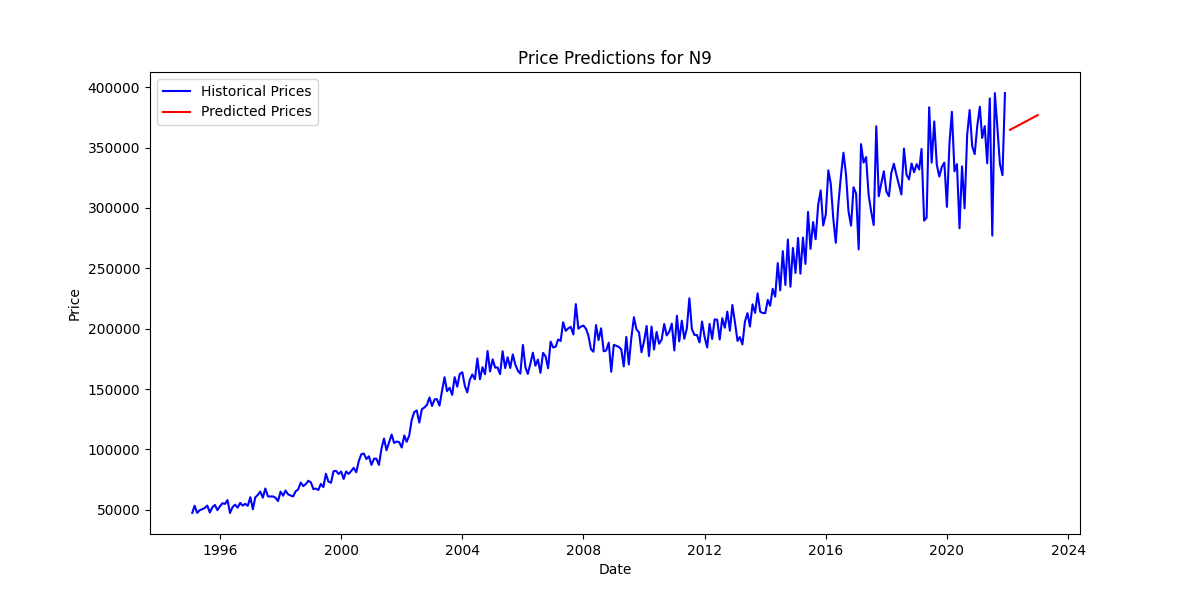 Price Predictions for N9
Historical Prices
Predicted Prices
400000
350000
300000
250000
200000
150000
100000
50000
Price
1996 2000 2004 2008 2012 2016 2020 2024
Date